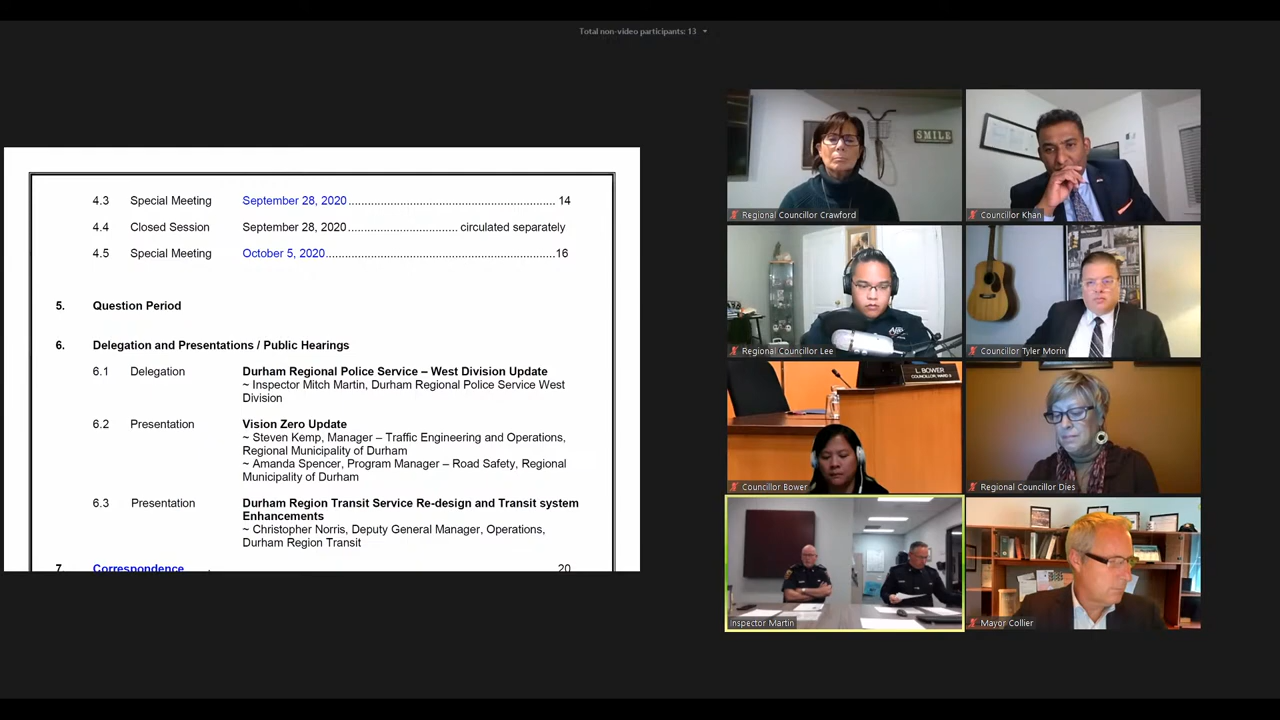 Total non-video participants: 13
4.3 Special Meeting September 28, 2020 ........................................................ 14
4.4 Closed Session September 28, 2020 .............................. circulated separately
4.5 Special Meeting October 5, 2020 .............................................................. 16
5. Question Period
6. Delegation and Presentations / Public Hearings
6.1 Delegation Durham Regional Police Service – West Division Update
~ Inspector Mitch Martin, Durham Regional Police Service West
Division
6.2 Presentation Vision Zero Update
~ Steven Kemp, Manager – Traffic Engineering and Operations,
Regional Municipality of Durham
~ Amanda Spencer, Program Manager – Road Safety, Regional
Municipality of Durham
6.3 Presentation Durham Region Transit Service Re-design and Transit system
Enhancements
~ Christopher Norris, Deputy General Manager, Operations,
Durham Region Transit
7. Correspondence 20
SMILE
Regional Councillor Crawford
Councillor Khan
Regional Councillor Lee
Councillor Tyler Morin
L. BOWER
Councillor Bower
Regional Councillor Dies
Inspector Martin
Mayor Collier